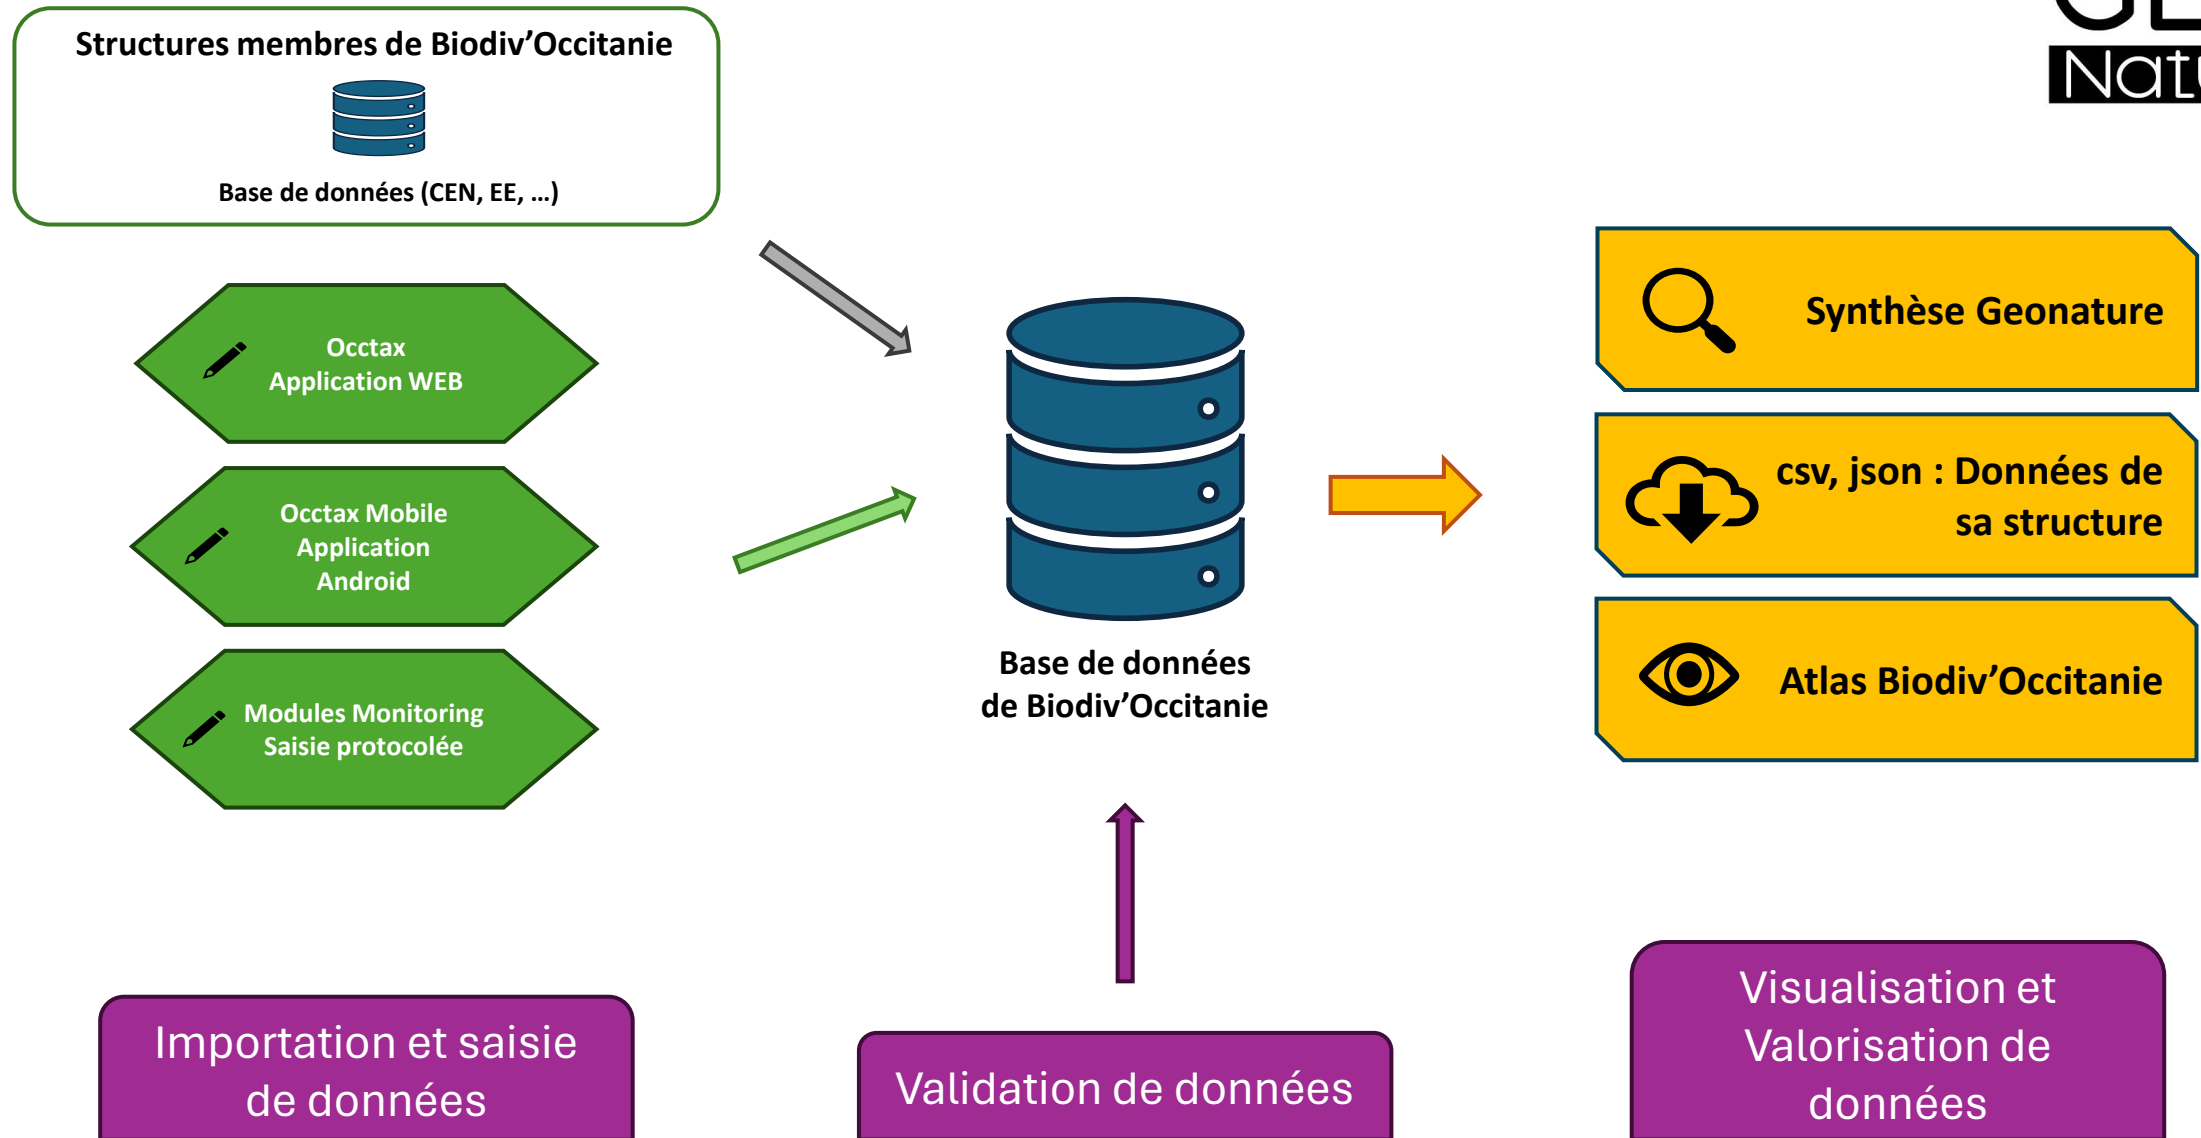 Structures membres de Biodiv’Occitanie
Base de données (CEN, EE, …)
Occtax
Application WEB
Occtax Mobile
Application
Android
Modules Monitoring
Saisie protocolée
Base de données
de Biodiv’Occitanie
Synthèse Geonature
csv, json : Données de
sa structure
Atlas Biodiv’Occitanie
Importation et saisie
de données
Validation de données
Visualisation et
Valorisation de
données